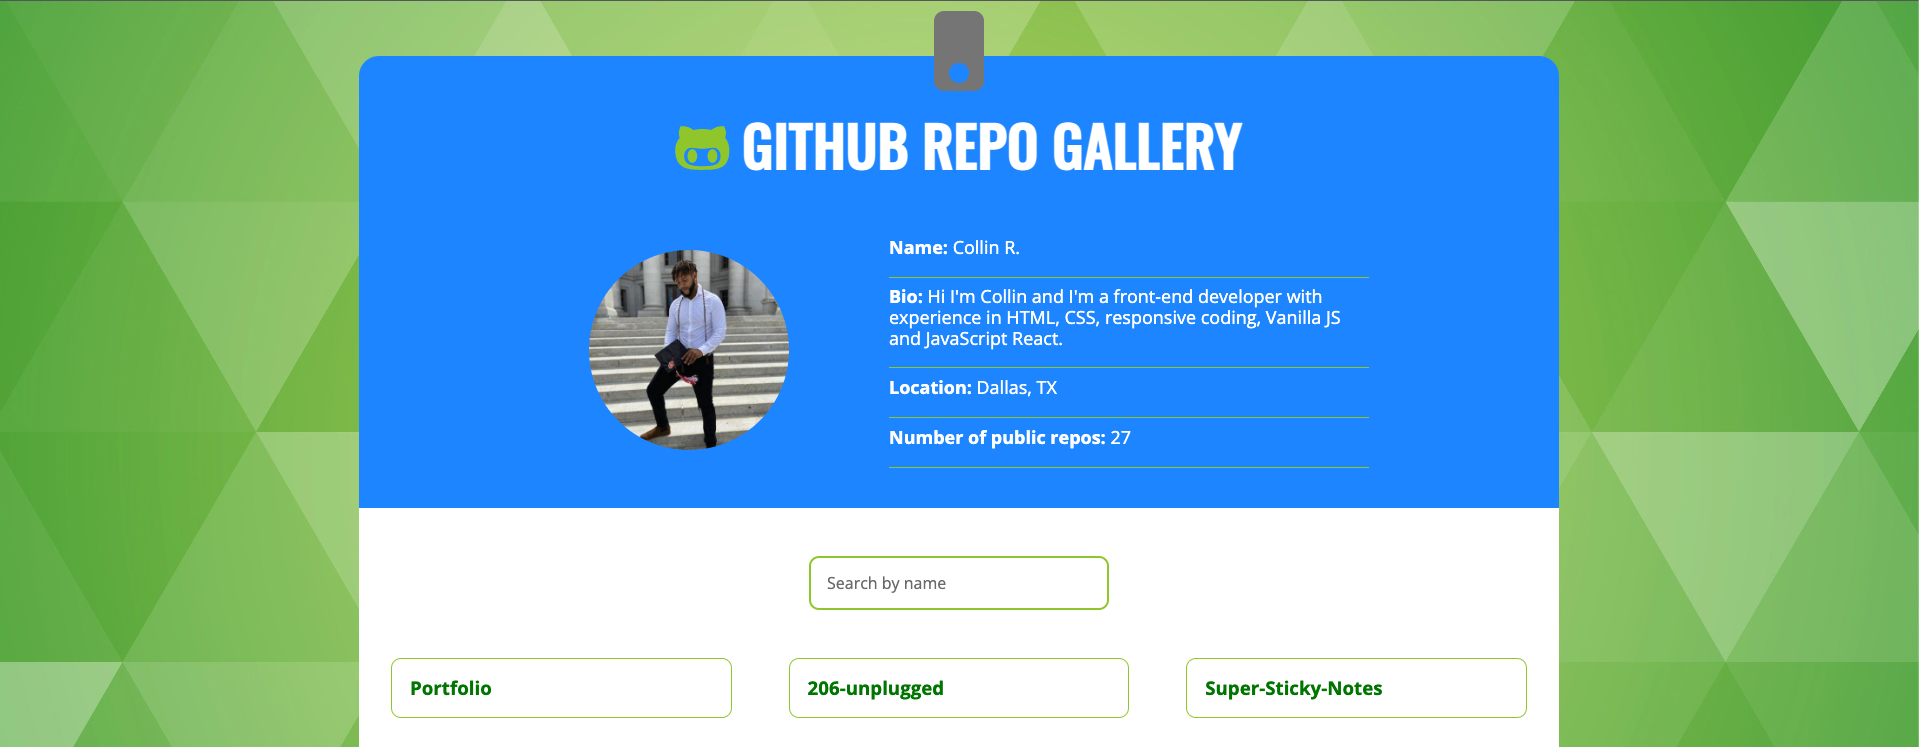 GITHUB REPO GALLERY
Name: Collin R.
Bio: Hi I'm Collin and I'm a front-end developer with
experience in HTML, CSS, responsive coding, Vanilla JS
and JavaScript React.
Location: Dallas, TX
Number of public repos: 27
Search by name
Portfolio
206-unplugged
Super-Sticky-Notes